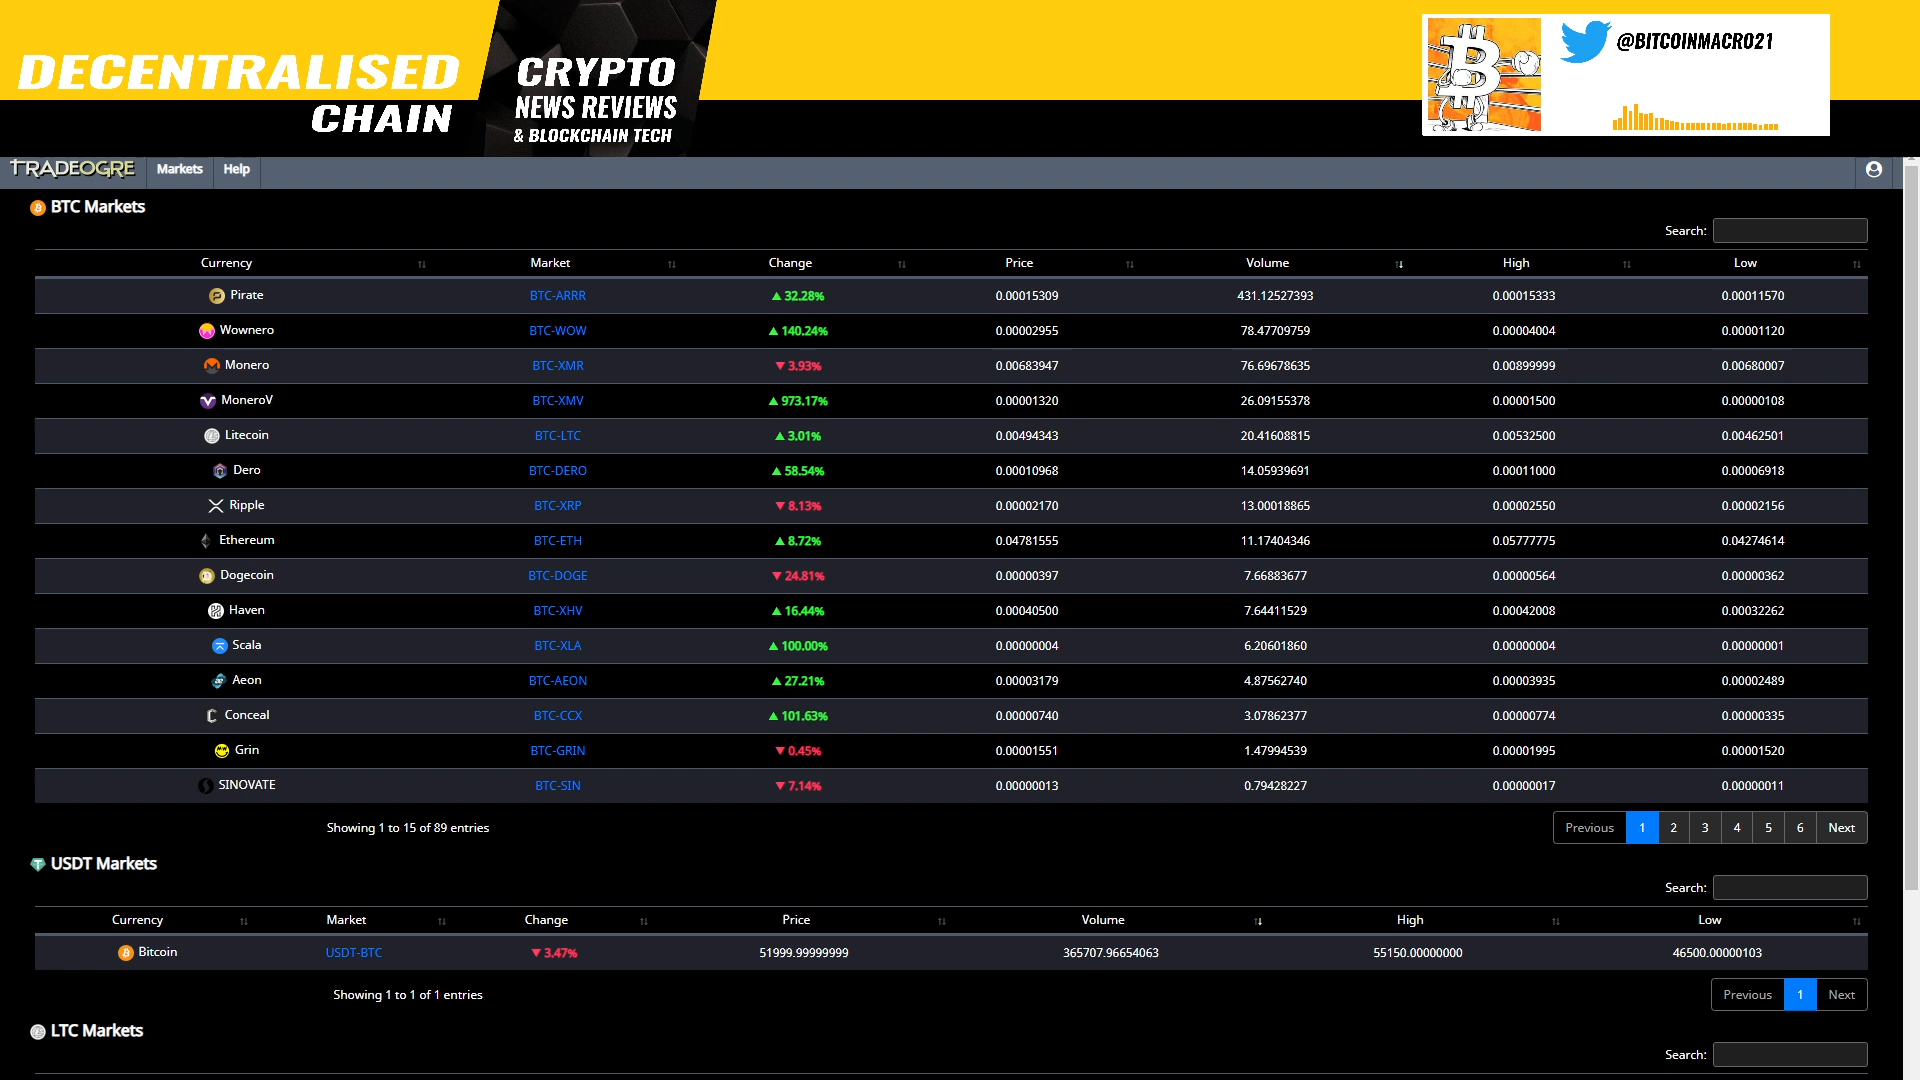 DECENTRALISED
CHAIN
CRYPTO
NEWS REVIEWS
& BLOCKCHAIN TECH
@BITCOINMACRO21
TRADEOGRE Markets Help
BTC Markets
Search:
Currency Market Change Price Volume High Low
Pirate BTC-ARRR ▲ 32.28% 0.00015309 431.12527393 0.00015333 0.00011570
Wownero BTC-WOW ▲ 140.24% 0.00002955 78.47709759 0.00004004 0.00001120
Monero BTC-XMR ▼ 3.93% 0.00683947 76.69678635 0.00899999 0.00680007
MoneroV BTC-XMV ▲ 973.17% 0.00001320 26.09155378 0.00001500 0.00000108
Litecoin BTC-LTC ▲ 3.01% 0.00494343 20.41608815 0.00532500 0.00462501
Dero BTC-DERO ▲ 58.54% 0.00010968 14.05939691 0.00011000 0.00006918
Ripple BTC-XRP ▼ 8.13% 0.00002170 13.00018865 0.00002550 0.00002156
Ethereum BTC-ETH ▲ 8.72% 0.04781555 11.17404346 0.05777775 0.04274614
Dogecoin BTC-DOGE ▼ 24.81% 0.00000397 7.66883677 0.00000564 0.00000362
Haven BTC-XHV ▲ 16.44% 0.00040500 7.64411529 0.00042008 0.00032262
Scala BTC-XLA ▲ 100.00% 0.00000004 6.20601860 0.00000004 0.00000001
Aeon BTC-AEON ▲ 27.21% 0.00003179 4.87562740 0.00003935 0.00002489
Conceal BTC-CCX ▲ 101.63% 0.00000740 3.07862377 0.00000774 0.00000335
Grin BTC-GRIN ▼ 0.45% 0.00001551 1.47994539 0.00001995 0.00001520
SINOVATE BTC-SIN ▼ 7.14% 0.00000013 0.79428227 0.00000017 0.00000011
Showing 1 to 15 of 89 entries Previous 1 2 3 4 5 6 Next
USDT Markets
Search:
Currency Market Change Price Volume High Low
Bitcoin USDT-BTC ▼ 3.47% 51999.99999999 365707.96654063 55150.00000000 46500.00000103
Showing 1 to 1 of 1 entries Previous 1 Next
LTC Markets
Search: